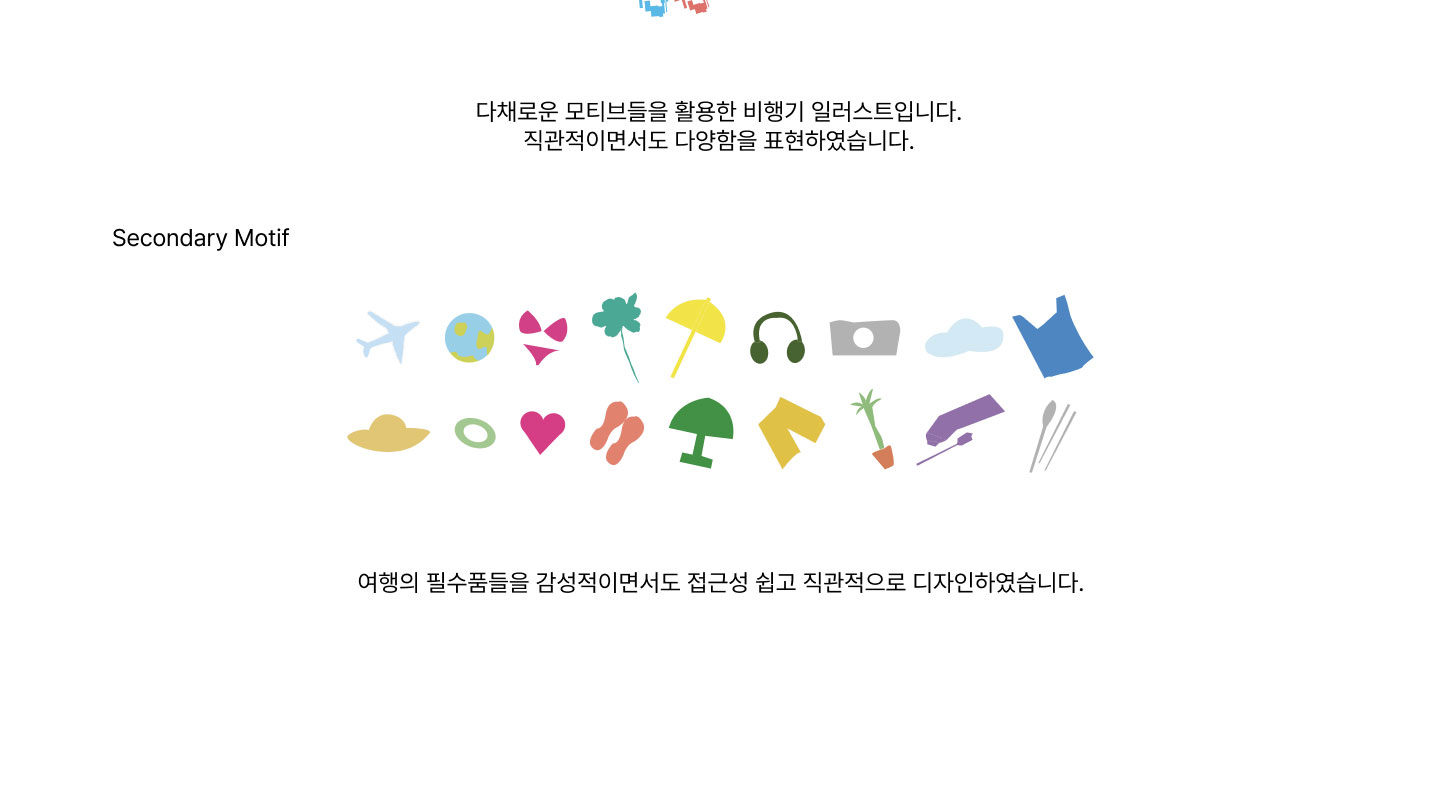 다채로운 모티브들을 활용한 비행기 일러스트입니다.
직관적이면서도 다양함을 표현하였습니다.
Secondary Motif
여행의 필수품들을 감성적이면서도 접근성 쉽고 직관적으로 디자인하였습니다.